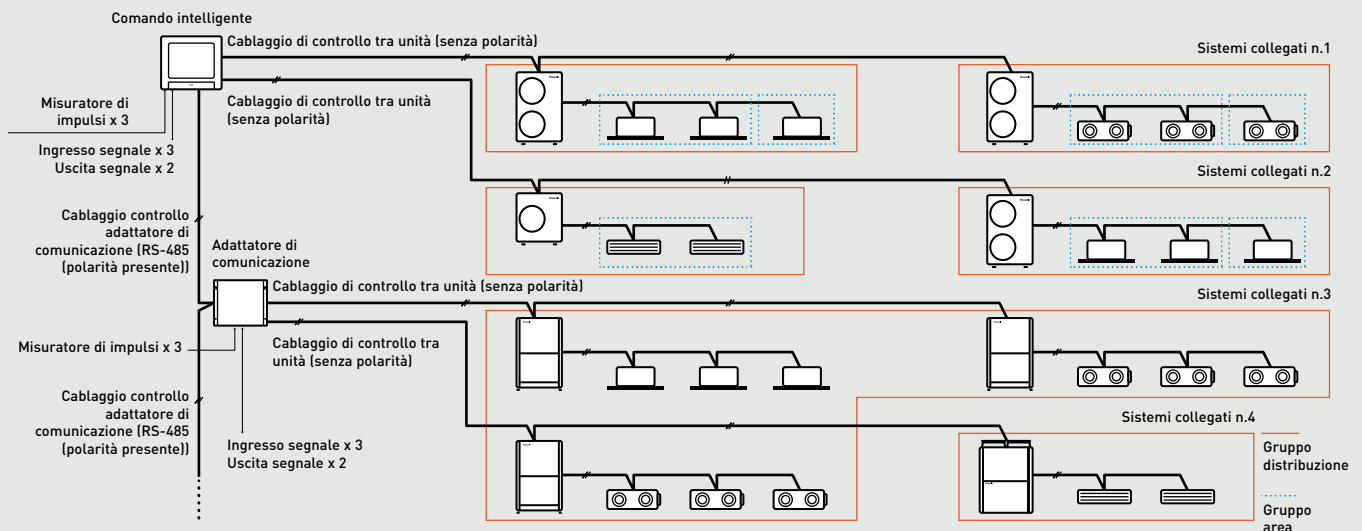 Comando intelligente
Cablaggio di controllo tra unità (senza polarità)
Sistemi collegati n.1
Misuratore di
impulsi x 3
Cablaggio di controllo tra unità
(senza polarità)
Ingresso segnale x 3
Uscita segnale x 2
Sistemi collegati n.2
Cablaggio controllo
adattatore di
comunicazione (RS-485
(polarità presente))
Adattatore di
comunicazione
Cablaggio di controllo tra unità (senza polarità)
Sistemi collegati n.3
Misuratore di impulsi x 3
Cablaggio di controllo tra
unità (senza polarità)
Cablaggio controllo
adattatore di
comunicazione (RS-485
(polarità presente))
Ingresso segnale x 3
Uscita segnale x 2
Sistemi collegati n.4
Gruppo
distribuzione
Gruppo
area